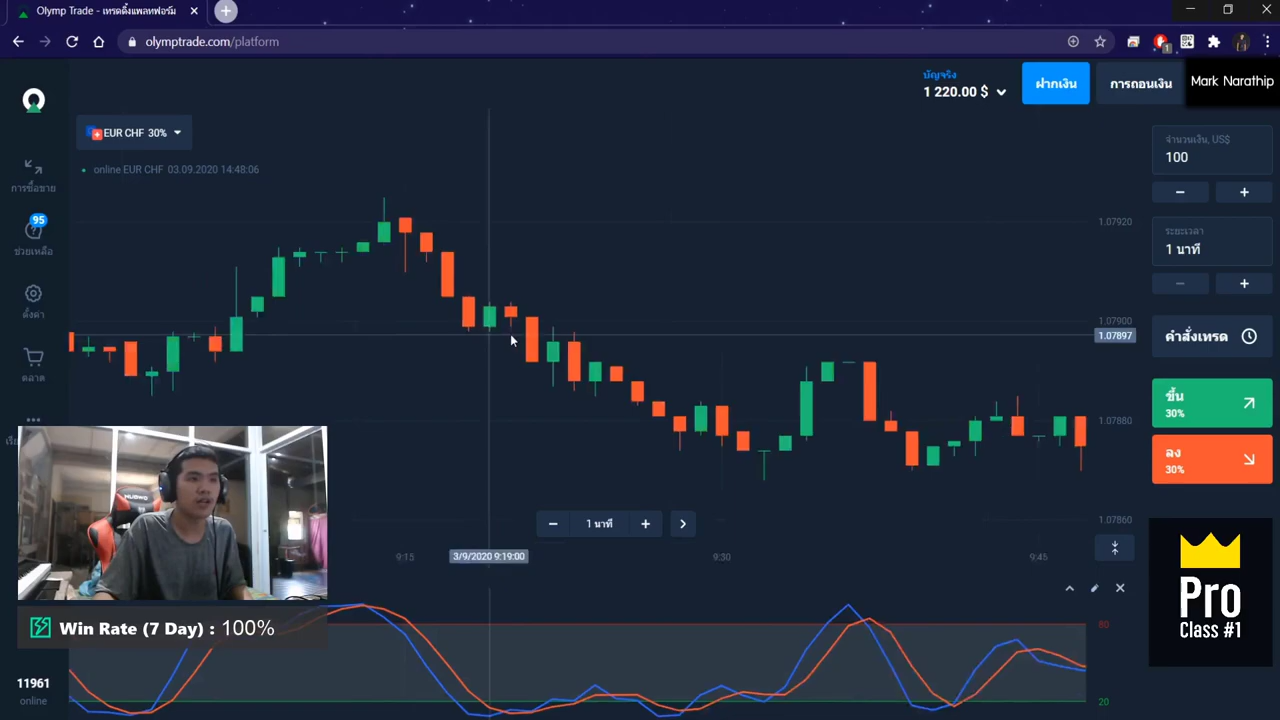 Olymp Trade - เทรดดิ้งแพลทฟอร์ม
olymptrade.com/platform
1
บัญจริง
1 220.00 $
ฝากเงิน
การถอนเงิน
Mark Narathip
EUR CHF 30%
online EUR CHF 03.09.2020 14:48:06
การซื้อขาย
95
ช่วยเหลือ
ตั้งค่า
ตลาด
จำนวนเงิน, US$
100
ระยะเวลา
1 นาที
คำสั่งเทรด
ขึ้น
30%
ลง
30%
1.07920
1.07900
1.07897
1.07880
1.07860
1 นาที
9:15
3/9/2020 9:19:00
9:30
9:45
NUBWO
Win Rate (7 Day) : 100%
80
20
11961
online
Pro
Class #1